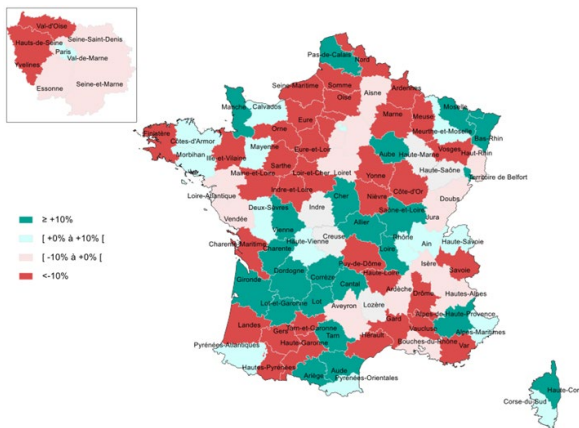 Val-d'Oise
Hauts-de-Seine
Seine-Saint-Denis
Paris
Val-de-Marne
Yvelines
Essonne
Seine-et-Marne
Pas-de-Calais
Nord
Seine-Maritime
Somme
Aisne
Ardennes
Oise
Manche
Calvados
Eure
Marne
Meuse
Moselle
Meurthe-et-Moselle
Bas-Rhin
Orne
Finistère
Côtes-d'Armor
Mayenne
Eure-et-Loir
Aube
Haute-Marne
Vosges
Haut-Rhin
Morbihan
Ille-et-Vilaine
Sarthe
Maine-et-Loire
Loir-et-Cher
Loiret
Yonne
Haute-Saône
Territoire de Belfort
Loire-Atlantique
Indre-et-Loire
Cher
Nièvre
Côte-d'Or
Doubs
Deux-Sèvres
Indre
Saône-et-Loire
Jura
Vendée
Vienne
Allier
Creuse
Haute-Vienne
Rhône
Ain
Haute-Savoie
Charente-Maritime
Charente
Loire
Puy-de-Dôme
Isère
Savoie
Dordogne
Corrèze
Haute-Loire
Gironde
Cantal
Ardèche
Drôme
Hautes-Alpes
Lot-et-Garonne
Lot
Aveyron
Lozère
Landes
Gers
Tarn-et-Garonne
Tarn
Gard
Vaucluse
Alpes-de-Haute-Provence
Alpes-Maritimes
Haute-Garonne
Hérault
Bouches-du-Rhône
Var
Pyrénées-Atlantiques
Hautes-Pyrénées
Ariège
Aude
Pyrénées-Orientales
Haute-Cor
Corse-du-Sud
≥ +10%
[ +0% à +10% [
[ -10% à +0% [
<-10%